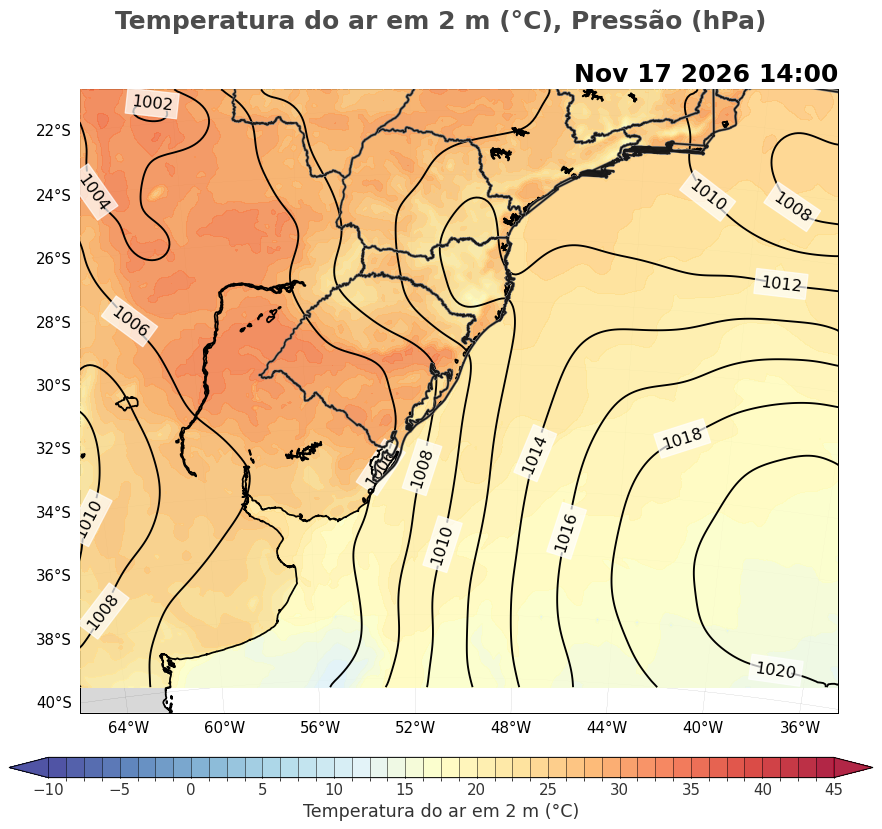 Temperatura do ar em 2 m (°C), Pressão (hPa)
Nov 17 2026 14:00
1002
22°S
1004
24°S
1010
1008
26°S
1012
1006
28°S
30°S
1018
1014
32°S
1008
1010
34°S
1016
1010
36°S
1008
38°S
1020
40°S
64°W 60°W 56°W 52°W 48°W 44°W 40°W 36°W
−10 −5 0 5 10 15 20 25 30 35 40 45
Temperatura do ar em 2 m (°C)